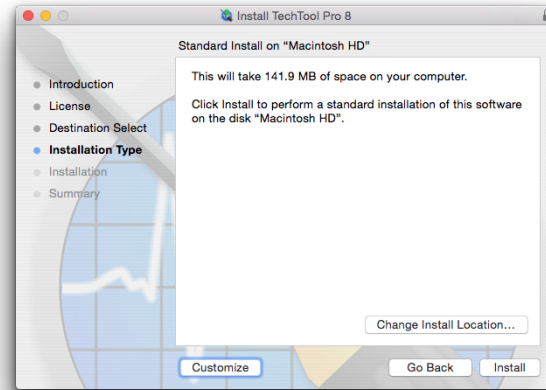 Install TechTool Pro 8
Standard Install on “Macintosh HD”
Introduction
License
Destination Select
Installation Type
Installation
Summary
This will take 141.9 MB of space on your computer.
Click Install to perform a standard installation of this software
on the disk “Macintosh HD”.
Change Install Location...
Customize
Go Back
Install